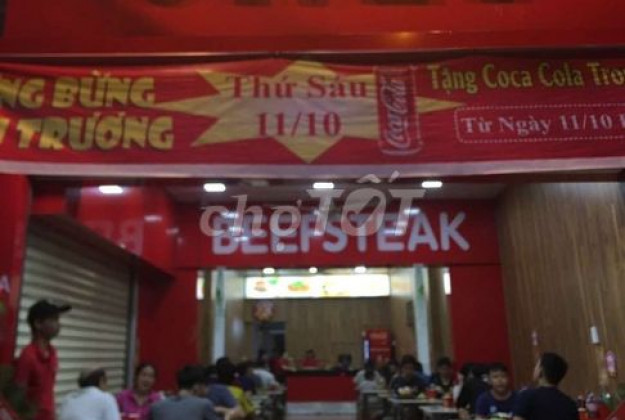 NG BỪNG
TRƯƠNG
Thứ Sáu
11/10
Coca-Cola
Tặng Coca Cola Tro
Từ Ngày 11/10
chợTỐT
BEEFSTEAK